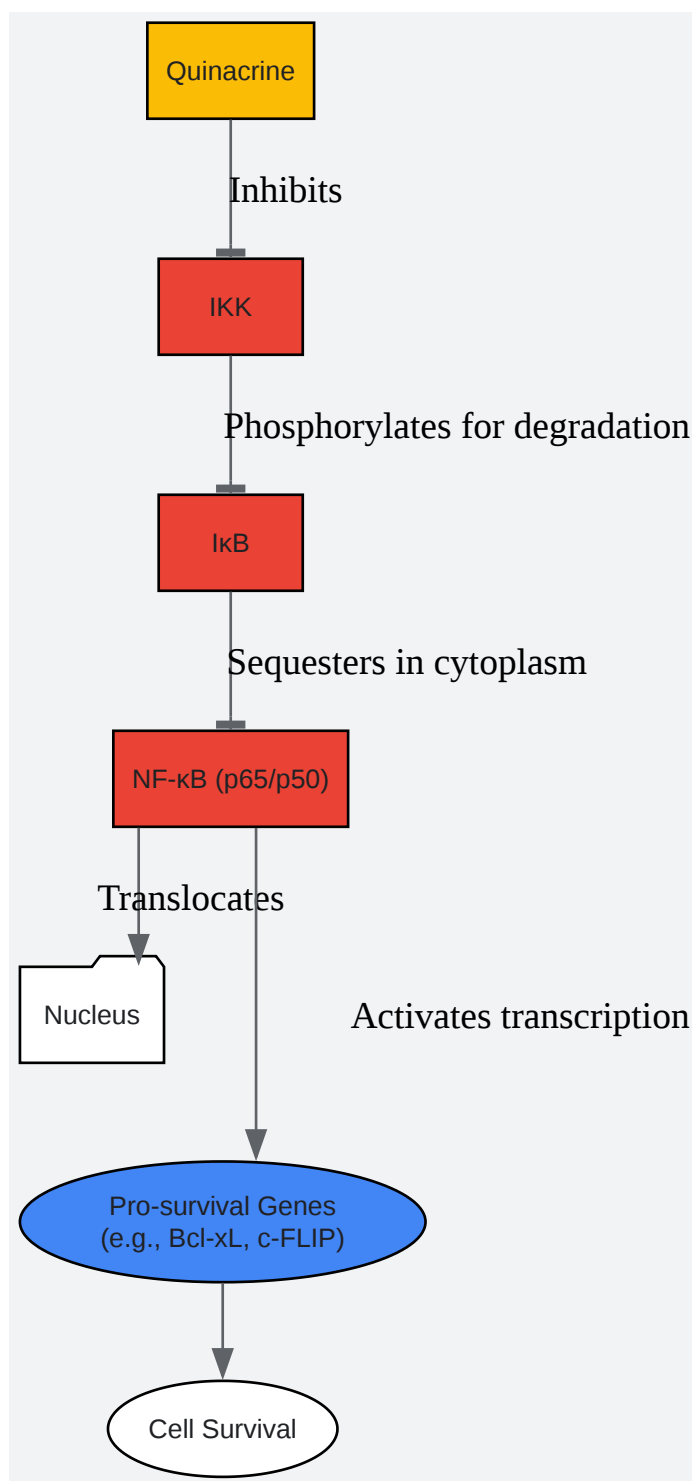 Quinacrine
Inhibits
IKK
Phosphorylates for degradation
IκB
Sequesters in cytoplasm
NF-κB (p65/p50)
Translocates
Nucleus
Activates transcription
Pro-survival Genes
(e.g., Bcl-xL, c-FLIP)
Cell Survival